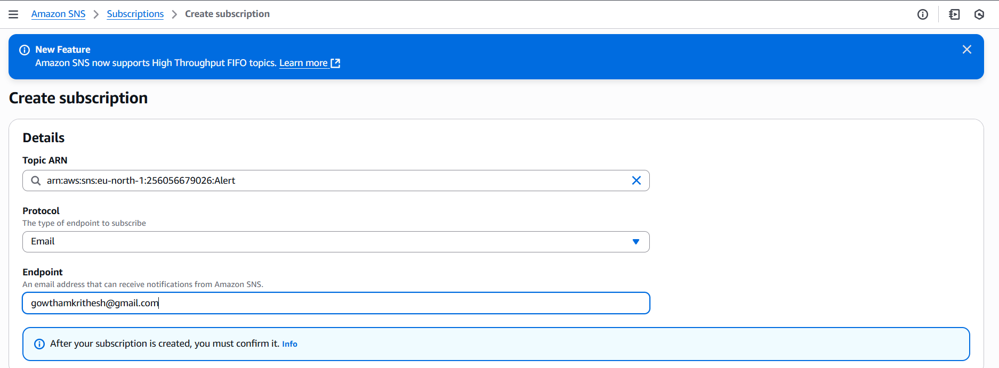 Amazon SNS > Subscriptions > Create subscription
New Feature
Amazon SNS now supports High Throughput FIFO topics. Learn more
Create subscription
Details
Topic ARN
arn:aws:sns:eu-north-1:256056679026:Alert
Protocol
The type of endpoint to subscribe
Email
Endpoint
An email address that can receive notifications from Amazon SNS.
gowthamkrithesh@gmail.com
After your subscription is created, you must confirm it. Info